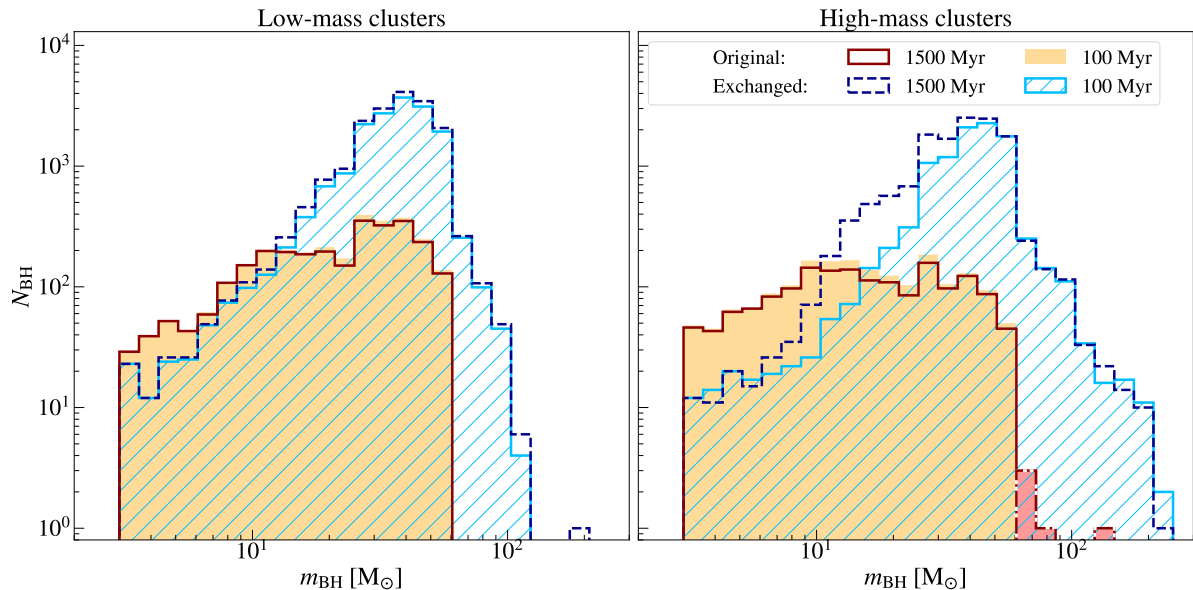 Low-mass clusters
High-mass clusters
Original: 1500 Myr 100 Myr
Exchanged: 1500 Myr 100 Myr
N_BH
10^4
10^3
10^2
10^1
10^0
10^1 10^2
10^1 10^2
m_BH [M_⊙]
m_BH [M_⊙]